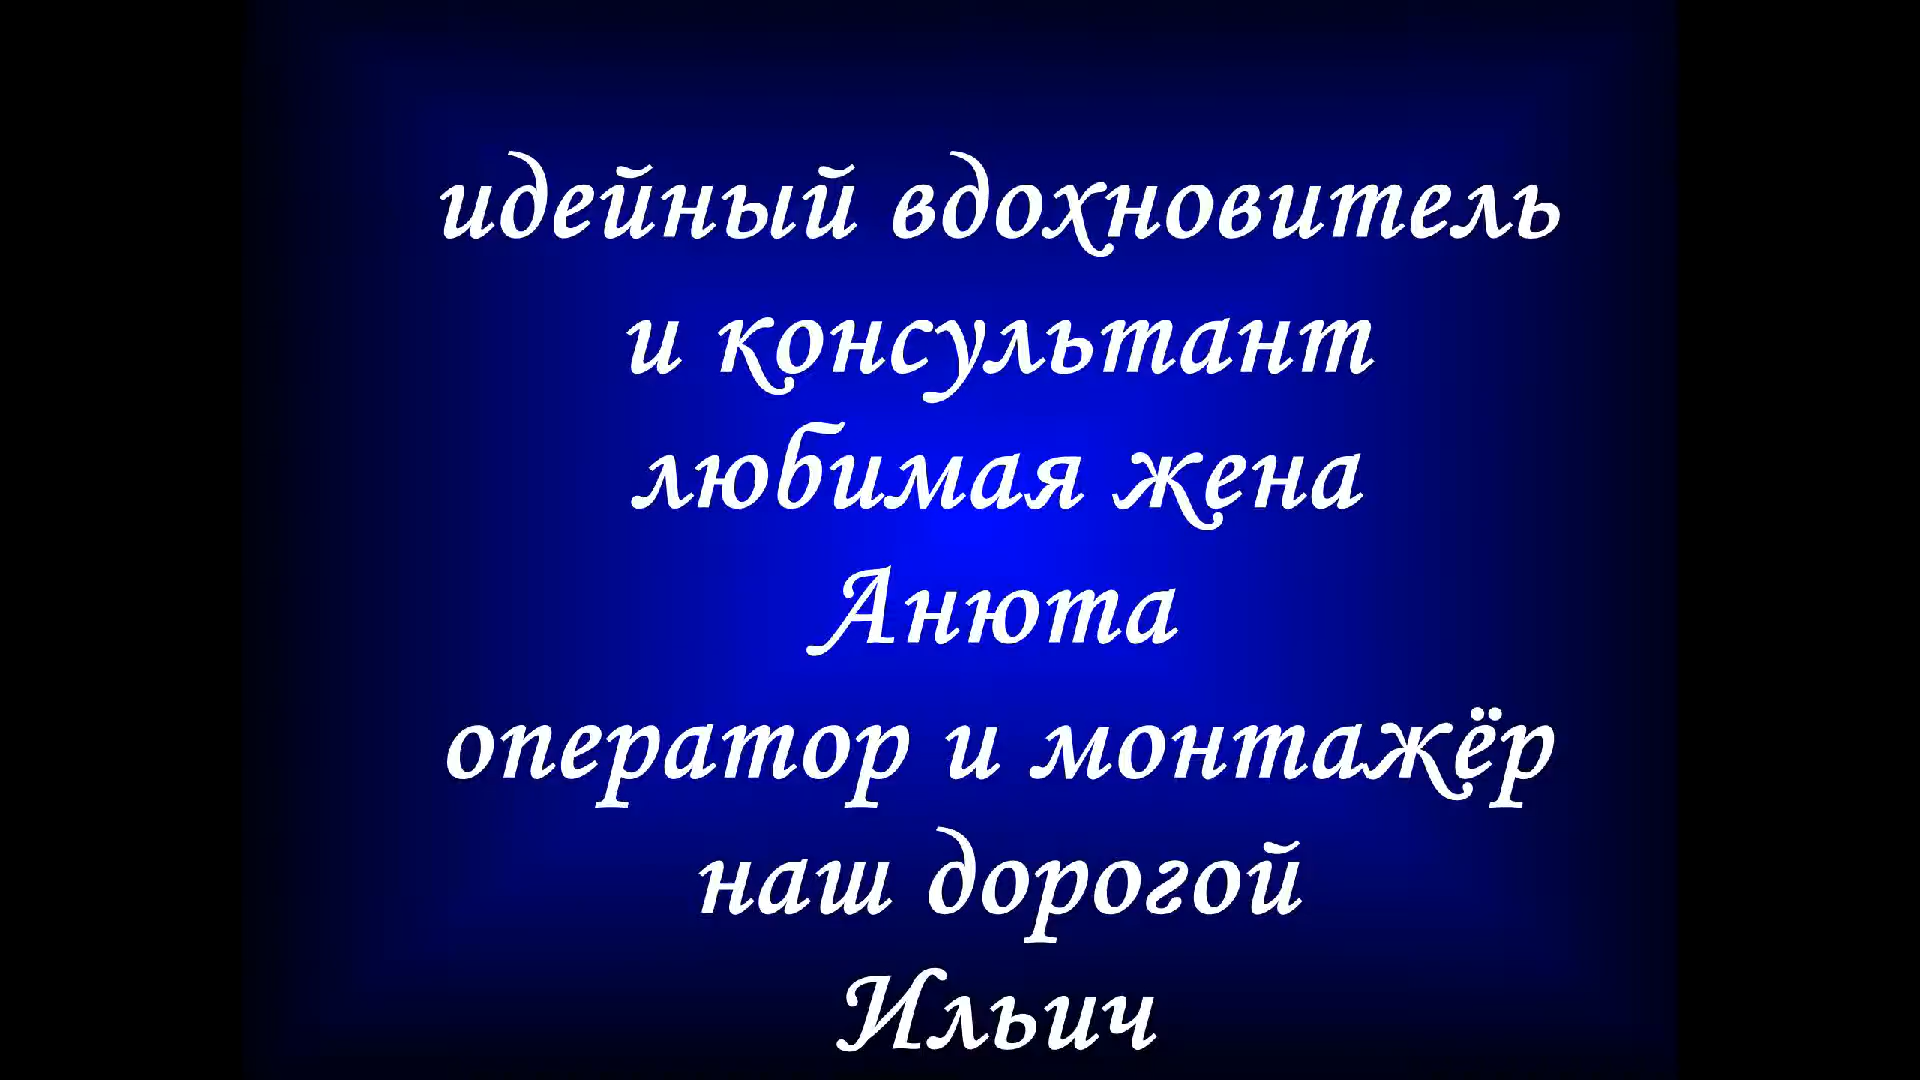 идейный вдохновитель
и консультант
любимая жена
Анюта
оператор и монтажёр
наш дорогой
Ильич